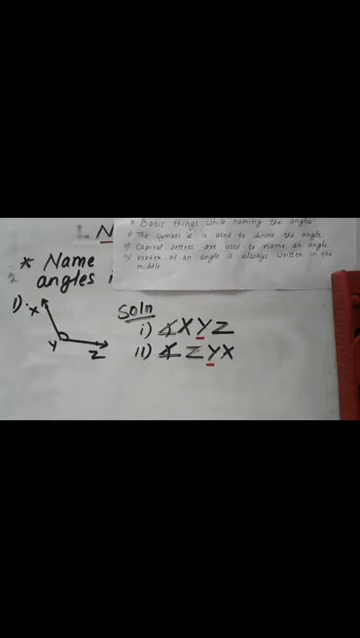 1. N
* Basic things while naming the angles.
i) The symbol ∡ is used to denote the angle
ii) Capital letters are used to name an angle
iii) Vertex of an angle is always written in the
middle.
* Name
angles
1)
X
Y
Z
Soln
i) ∡XYZ
ii) ∡ZYX